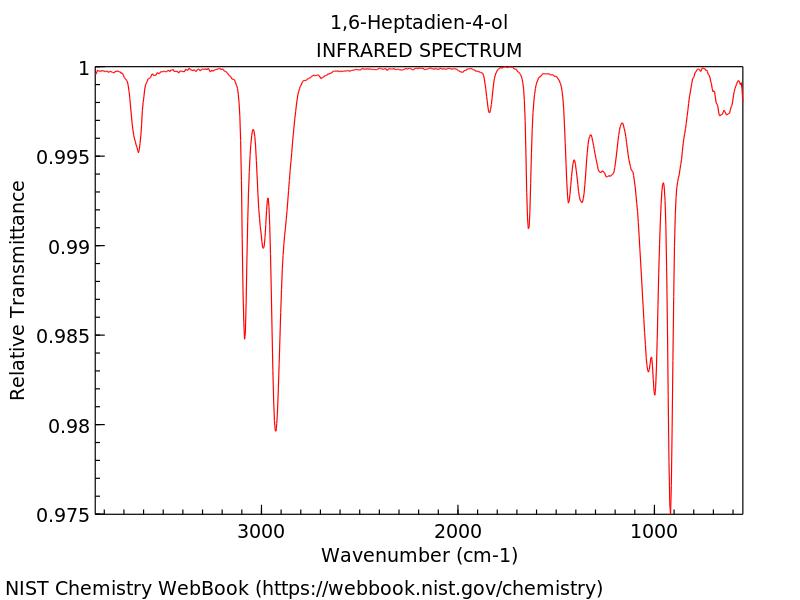 1,6-Heptadien-4-ol
INFRARED SPECTRUM
1
0.995
0.99
0.985
0.98
0.975
Relative Transmittance
3000 2000 1000
Wavenumber (cm-1)
NIST Chemistry WebBook (https://webbook.nist.gov/chemistry)